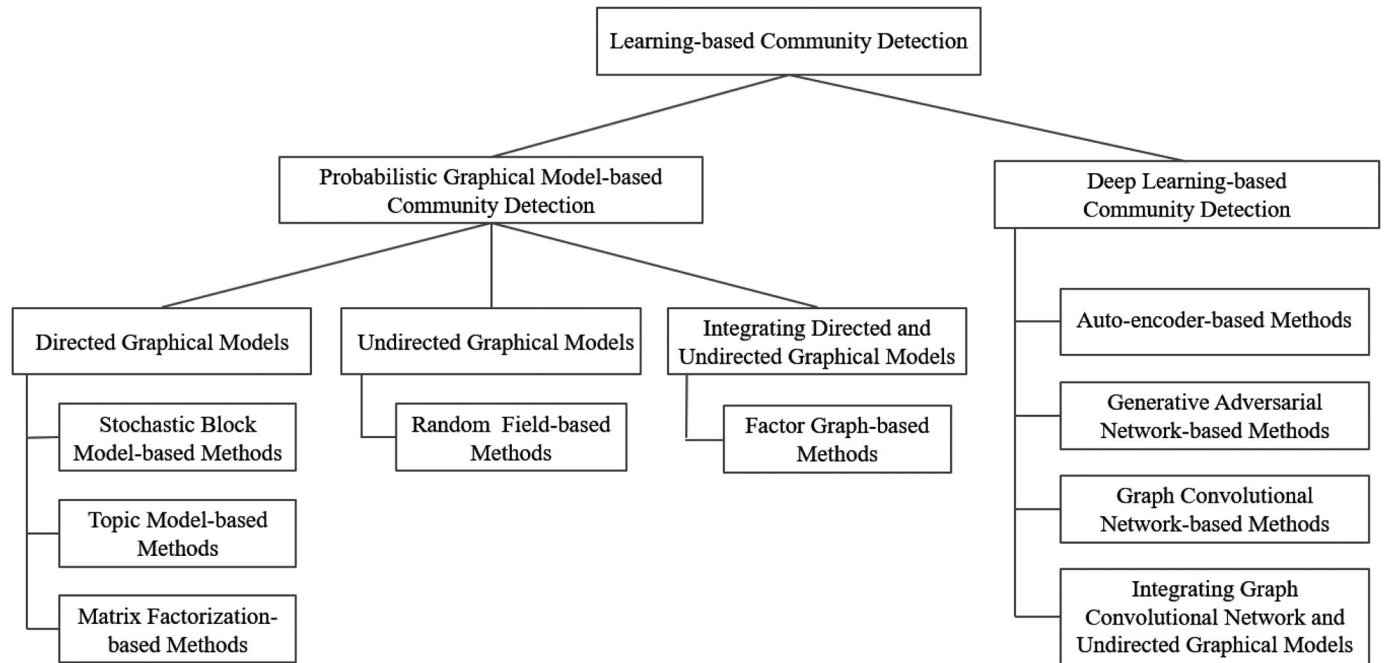 Learning-based Community Detection
Probabilistic Graphical Model-based
Community Detection
Deep Learning-based
Community Detection
Directed Graphical Models
Undirected Graphical Models
Integrating Directed and
Undirected Graphical Models
Stochastic Block
Model-based Methods
Topic Model-based
Methods
Matrix Factorization-
based Methods
Random Field-based
Methods
Factor Graph-based
Methods
Auto-encoder-based Methods
Generative Adversarial
Network-based Methods
Graph Convolutional
Network-based Methods
Integrating Graph
Convolutional Network and
Undirected Graphical Models